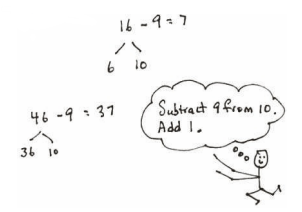 16 - 9 = 7
6 10
46 - 9 = 37
36 10
Subtract 9 from 10.
Add 1.